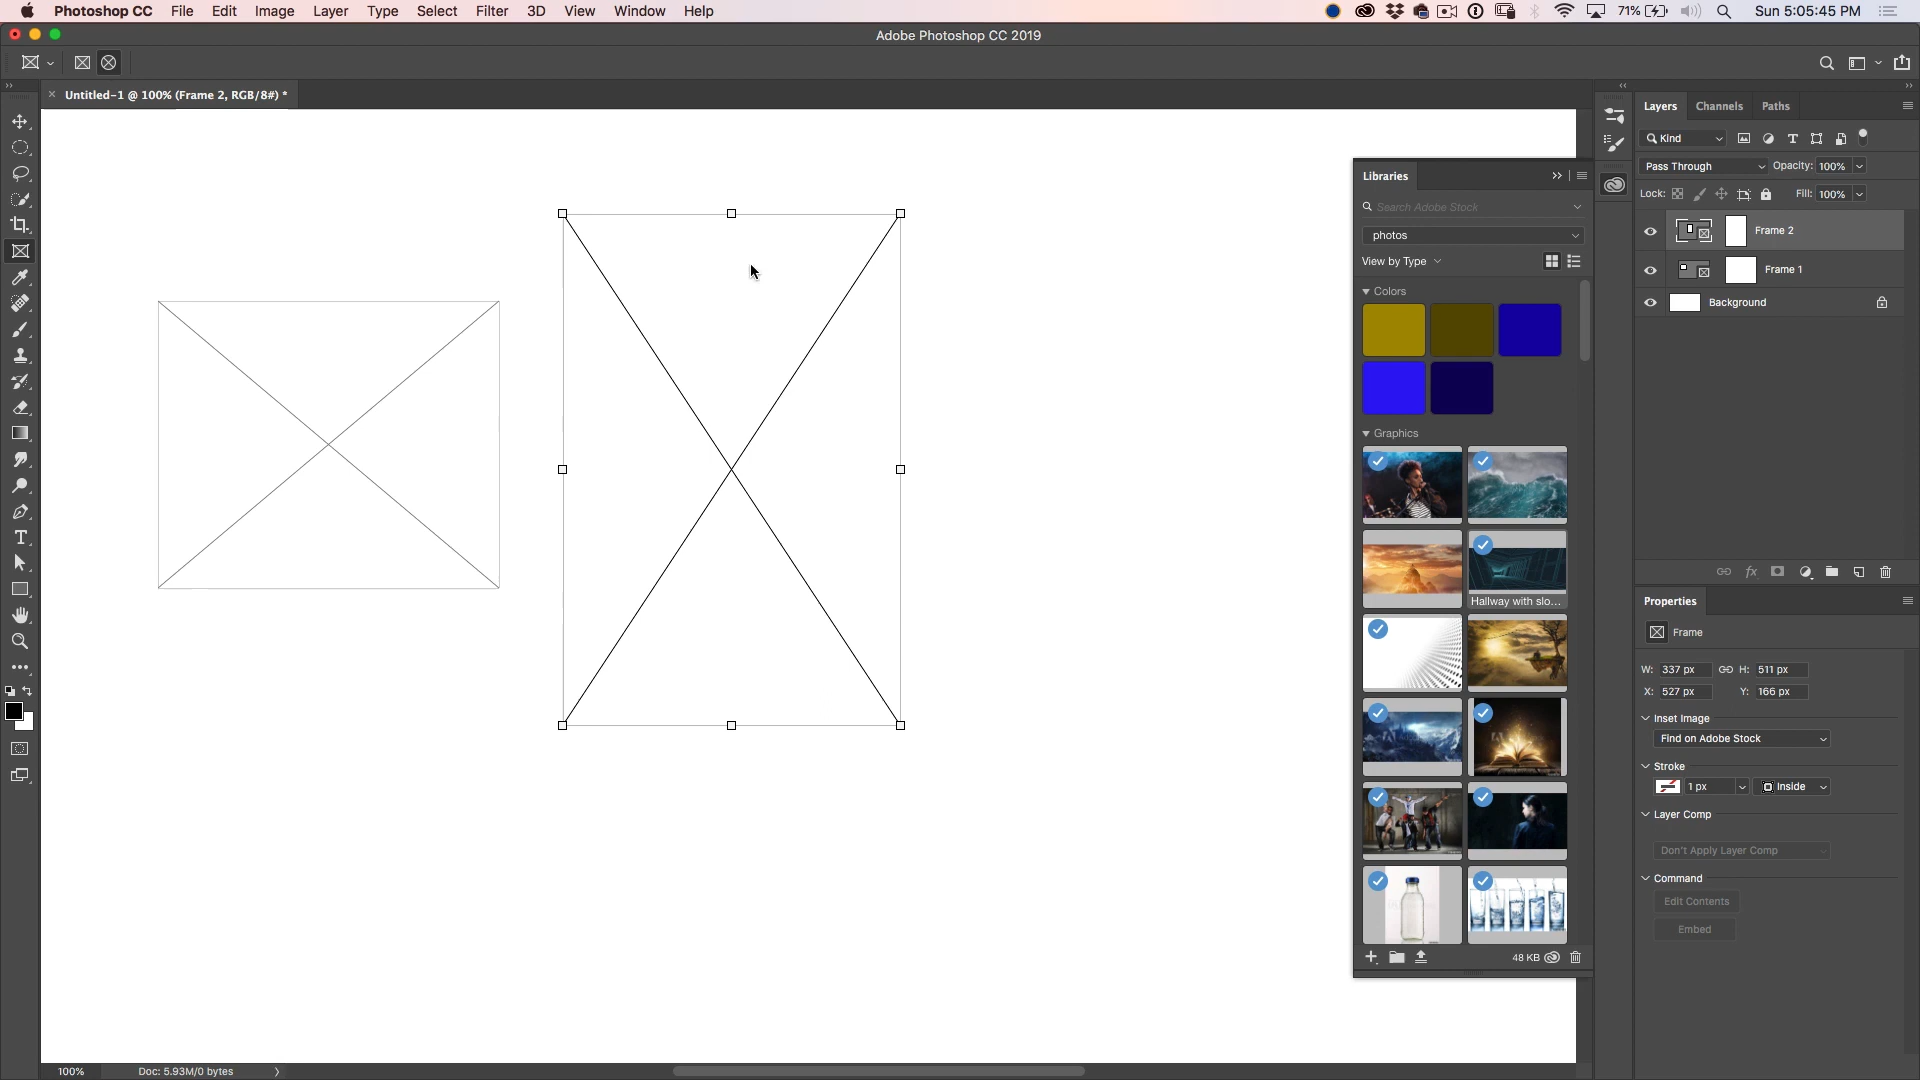 Photoshop CC File Edit Image Layer Type Select Filter 3D View Window Help 71% Sun 5:05:45 PM
Adobe Photoshop CC 2019
Untitled-1 @ 100% (Frame 2, RGB/8#) *
Layers Channels Paths
Kind
Pass Through Opacity: 100%
Lock: Fill: 100%
Frame 2
Frame 1
Background
Libraries
Search Adobe Stock
photos
View by Type
Colors
Graphics
Hallway with slo...
48 KB
Properties
Frame
W: 337 px H: 511 px
X: 527 px Y: 166 px
Inset Image
Find on Adobe Stock
Stroke
1 px Inside
Layer Comp
Don't Apply Layer Comp
Command
Edit Contents
Embed
100% Doc: 5.93M/0 bytes